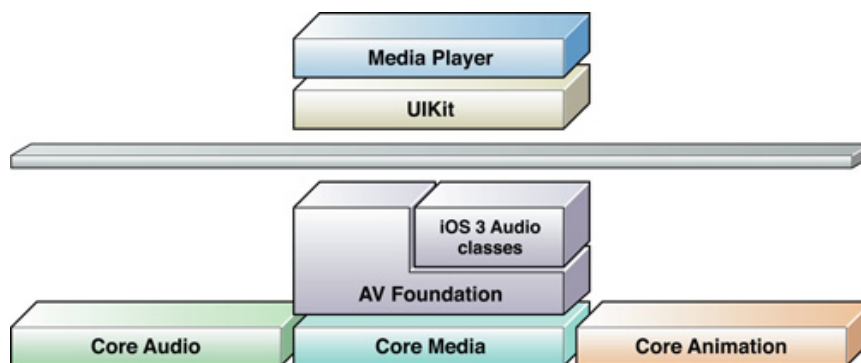 Media Player
UIKit
iOS 3 Audio
classes
AV Foundation
Core Audio
Core Media
Core Animation